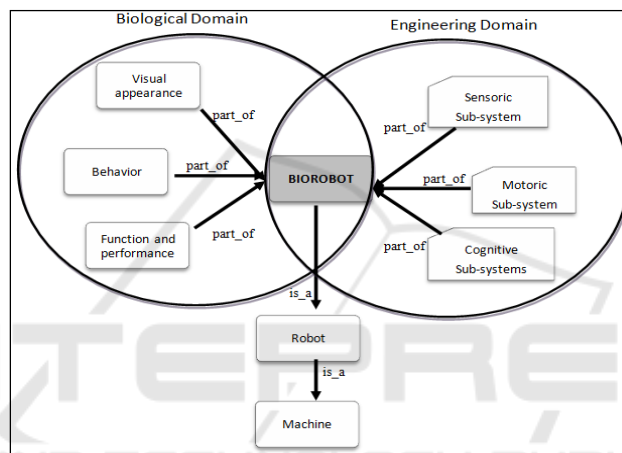 Biological Domain
Engineering Domain
Visual
appearance
part_of
Behavior
part_of
Function and
performance
part_of
BIOROBOT
Sensoric
Sub-system
part_of
Motoric
Sub-system
part_of
Cognitive
Sub-systems
part_of
is_a
Robot
is_a
Machine
TEPRE